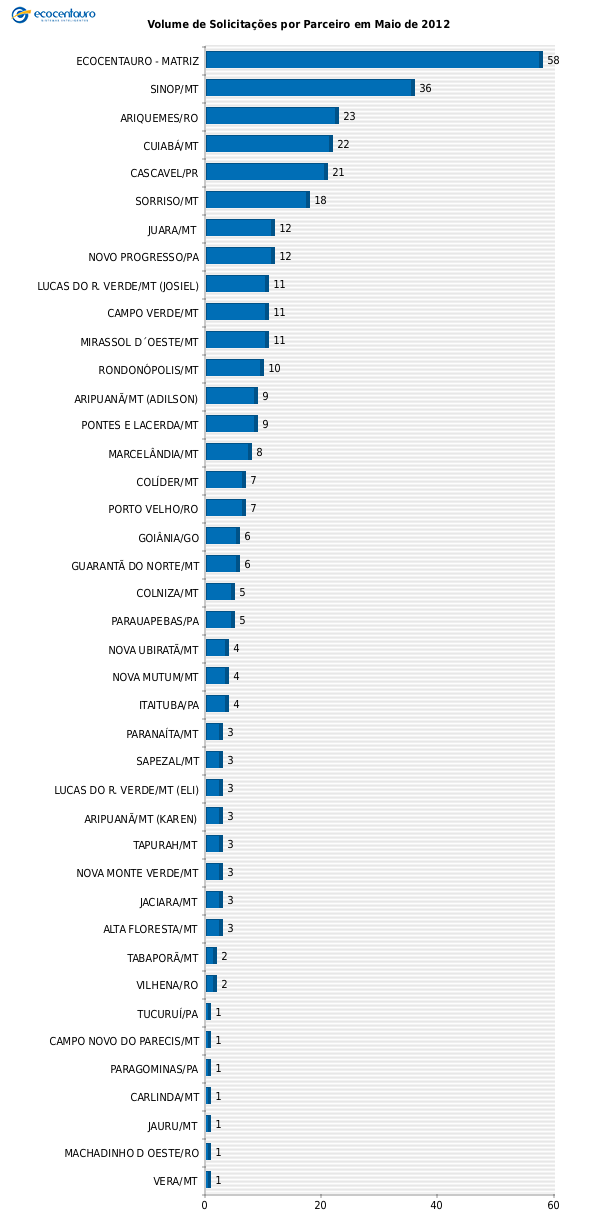 ecocentauro
Volume de Solicitações por Parceiro em Maio de 2012
ECOCENTAURO - MATRIZ 58
SINOP/MT 36
ARIQUEMES/RO 23
CUIABÁ/MT 22
CASCAVEL/PR 21
SORRISO/MT 18
JUARA/MT 12
NOVO PROGRESSO/PA 12
LUCAS DO R. VERDE/MT (JOSIEL) 11
CAMPO VERDE/MT 11
MIRASSOL D´OESTE/MT 11
RONDONÓPOLIS/MT 10
ARIPUANÃ/MT (ADILSON) 9
PONTES E LACERDA/MT 9
MARCELÂNDIA/MT 8
COLÍDER/MT 7
PORTO VELHO/RO 7
GOIÂNIA/GO 6
GUARANTÃ DO NORTE/MT 6
COLNIZA/MT 5
PARAUAPEBAS/PA 5
NOVA UBIRATÃ/MT 4
NOVA MUTUM/MT 4
ITAITUBA/PA 4
PARANAÍTA/MT 3
SAPEZAL/MT 3
LUCAS DO R. VERDE/MT (ELI) 3
ARIPUANÃ/MT (KAREN) 3
TAPURAH/MT 3
NOVA MONTE VERDE/MT 3
JACIARA/MT 3
ALTA FLORESTA/MT 3
TABAPORÃ/MT 2
VILHENA/RO 2
TUCURUÍ/PA 1
CAMPO NOVO DO PARECIS/MT 1
PARAGOMINAS/PA 1
CARLINDA/MT 1
JAURU/MT 1
MACHADINHO D OESTE/RO 1
VERA/MT 1
0 20 40 60